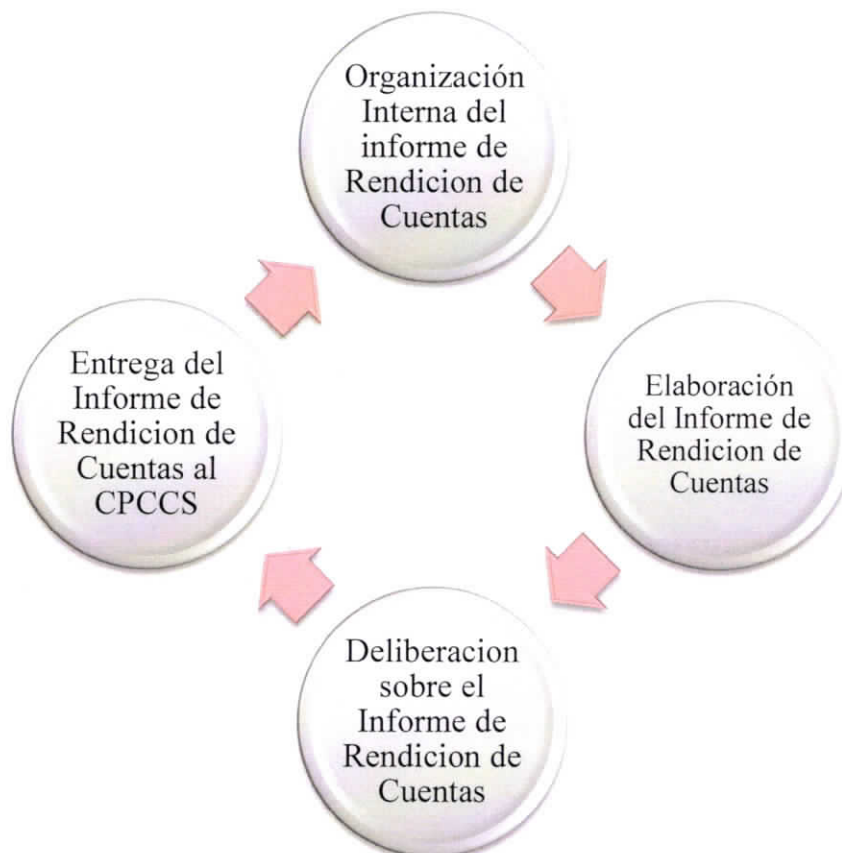 Organización
Interna del
informe de
Rendicion de
Cuentas
Elaboración
del Informe de
Rendicion de
Cuentas
Deliberacion
sobre el
Informe de
Rendicion de
Cuentas
Entrega del
Informe de
Rendicion de
Cuentas al
CPCCS